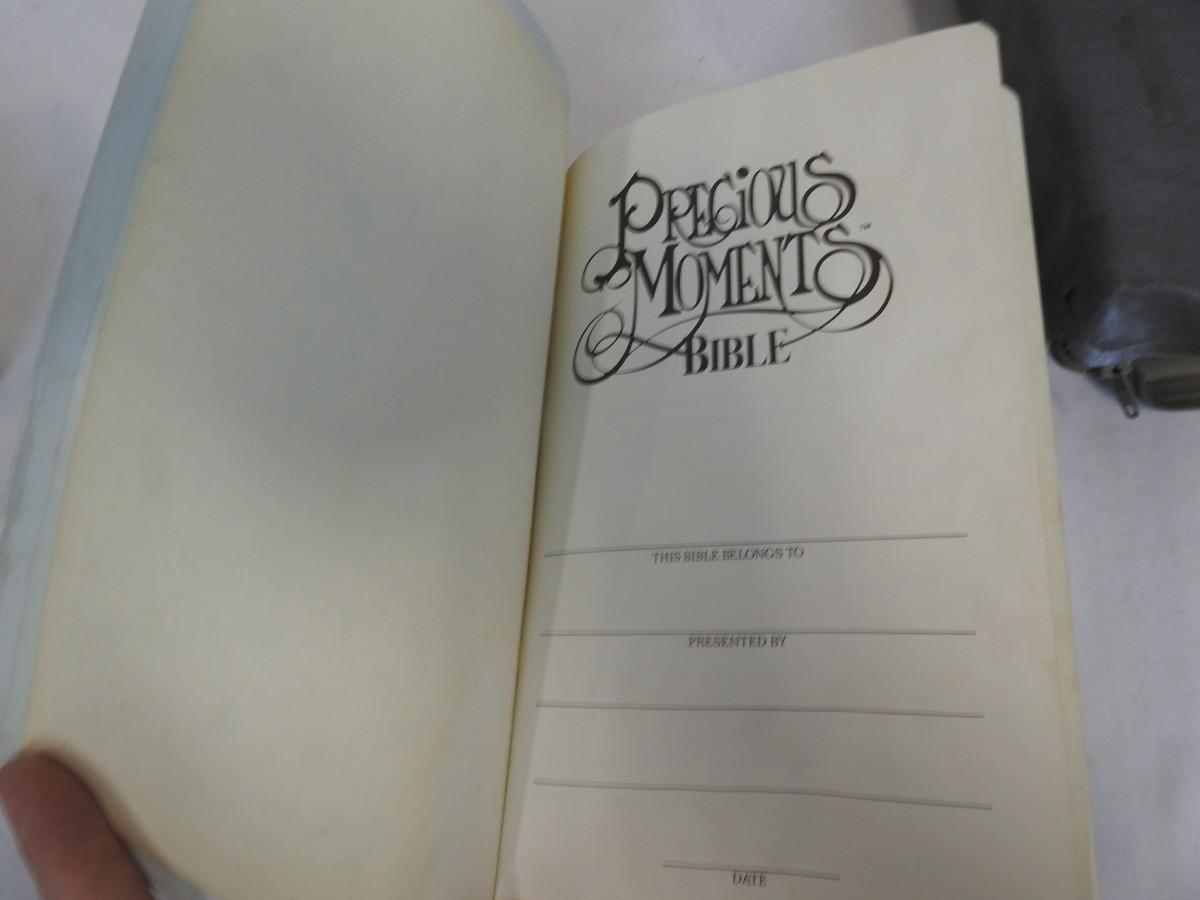 PRECiOUS
MOMENTS™
BIBLE
THIS BIBLE BELONGS TO
PRESENTED BY
DATE